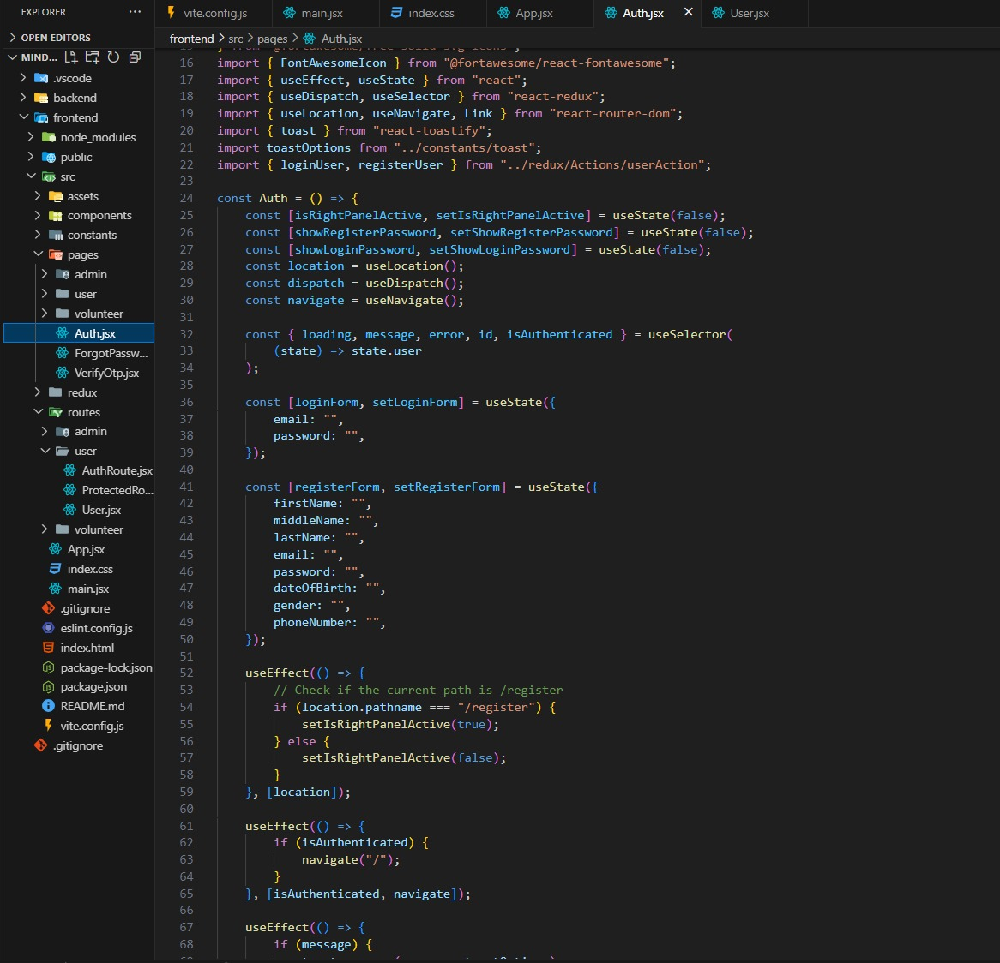 EXPLORER
···
vite.config.js
main.jsx
index.css
App.jsx
Auth.jsx
User.jsx
OPEN EDITORS
MIND...
.vscode
backend
frontend
node_modules
public
src
assets
components
constants
pages
admin
user
volunteer
Auth.jsx
ForgotPassw...
VerifyOtp.jsx
redux
routes
admin
user
AuthRoute.jsx
ProtectedRo...
User.jsx
volunteer
App.jsx
index.css
main.jsx
.gitignore
eslint.config.js
index.html
package-lock.json
package.json
README.md
vite.config.js
.gitignore
frontend > src > pages > Auth.jsx
16 import { FontAwesomeIcon } from "@fortawesome/react-fontawesome";
17 import { useEffect, useState } from "react";
18 import { useDispatch, useSelector } from "react-redux";
19 import { useLocation, useNavigate, Link } from "react-router-dom";
20 import { toast } from "react-toastify";
21 import toastOptions from "../constants/toast";
22 import { loginUser, registerUser } from "../redux/Actions/userAction";
23
24 const Auth = () => {
25 const [isRightPanelActive, setIsRightPanelActive] = useState(false);
26 const [showRegisterPassword, setShowRegisterPassword] = useState(false);
27 const [showLoginPassword, setShowLoginPassword] = useState(false);
28 const location = useLocation();
29 const dispatch = useDispatch();
30 const navigate = useNavigate();
31
32 const { loading, message, error, id, isAuthenticated } = useSelector(
33 (state) => state.user
34 );
35
36 const [loginForm, setLoginForm] = useState({
37 email: "",
38 password: "",
39 });
40
41 const [registerForm, setRegisterForm] = useState({
42 firstName: "",
43 middleName: "",
44 lastName: "",
45 email: "",
46 password: "",
47 dateOfBirth: "",
48 gender: "",
49 phoneNumber: "",
50 });
51
52 useEffect(() => {
53 // Check if the current path is /register
54 if (location.pathname === "/register") {
55 setIsRightPanelActive(true);
56 } else {
57 setIsRightPanelActive(false);
58 }
59 }, [location]);
60
61 useEffect(() => {
62 if (isAuthenticated) {
63 navigate("/");
64 }
65 }, [isAuthenticated, navigate]);
66
67 useEffect(() => {
68 if (message) {